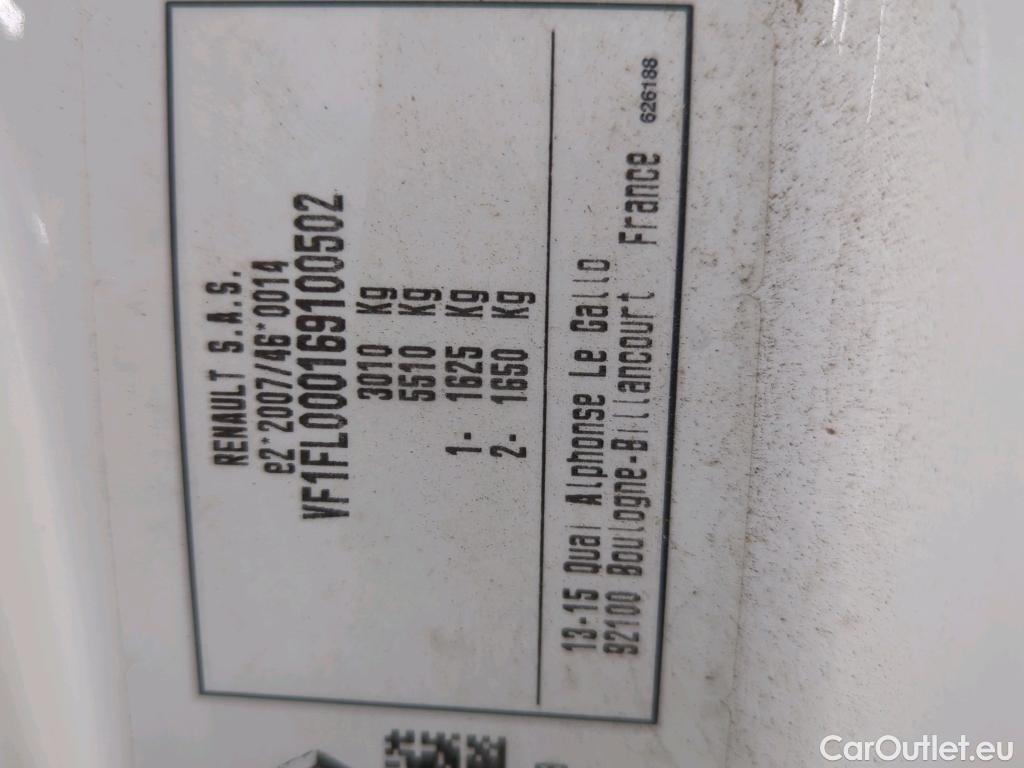 RENAULT S.A.S.
e2*2007/46*0014
VF1FL000169100502
3010 Kg
5510 Kg
1- 1625 Kg
2- 1650 Kg
13-15 Quai Alphonse Le Gallo
92100 Boulogne-Billancourt France
626188
CarOutlet.eu